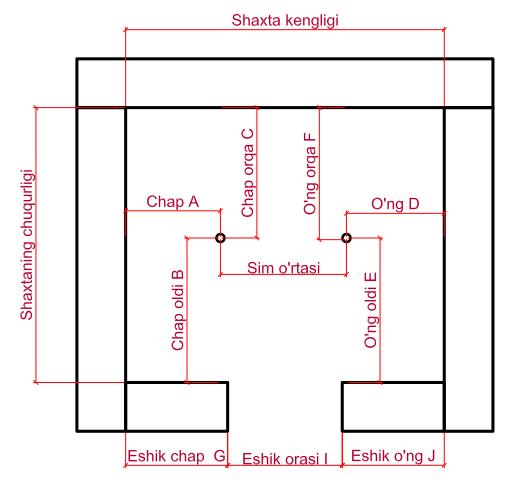 Shaxta kengligi
Shaxtaning chuqurligi
Chap orqa C
O'ng orqa F
Chap A
O'ng D
Sim o'rtasi
Chap oldi B
O'ng oldi E
Eshik chap G
Eshik orasi I
Eshik o'ng J